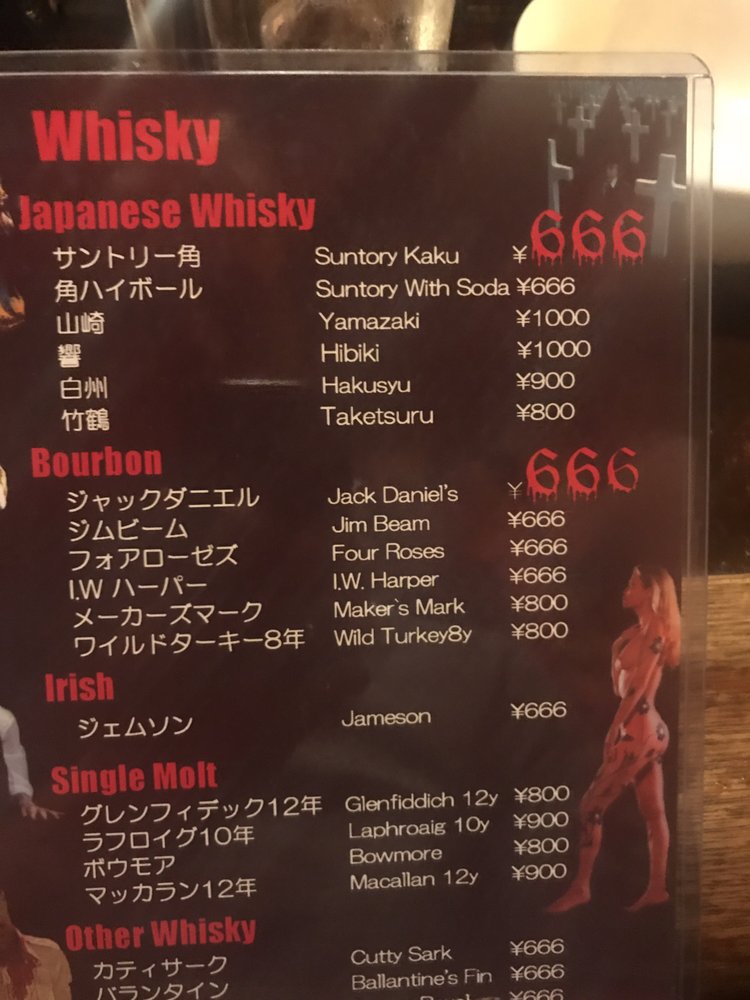 Whisky
Japanese Whisky
サントリー角 Suntory Kaku ¥666
角ハイボール Suntory With Soda ¥666
山崎 Yamazaki ¥1000
響 Hibiki ¥1000
白州 Hakusyu ¥900
竹鶴 Taketsuru ¥800
Bourbon
ジャックダニエル Jack Daniel's ¥666
ジムビーム Jim Beam ¥666
フォアローゼズ Four Roses ¥666
I.W ハーパー I.W. Harper ¥666
メーカーズマーク Maker`s Mark ¥800
ワイルドターキー8年 Wild Turkey8y ¥800
Irish
ジェムソン Jameson ¥666
Single Molt
グレンフィデック12年 Glenfiddich 12y ¥800
ラフロイグ10年 Laphroaig 10y ¥900
ボウモア Bowmore ¥800
マッカラン12年 Macallan 12y ¥900
Other Whisky
カティサーク Cutty Sark ¥666
バランタイン Ballantine's Fin ¥666
¥666